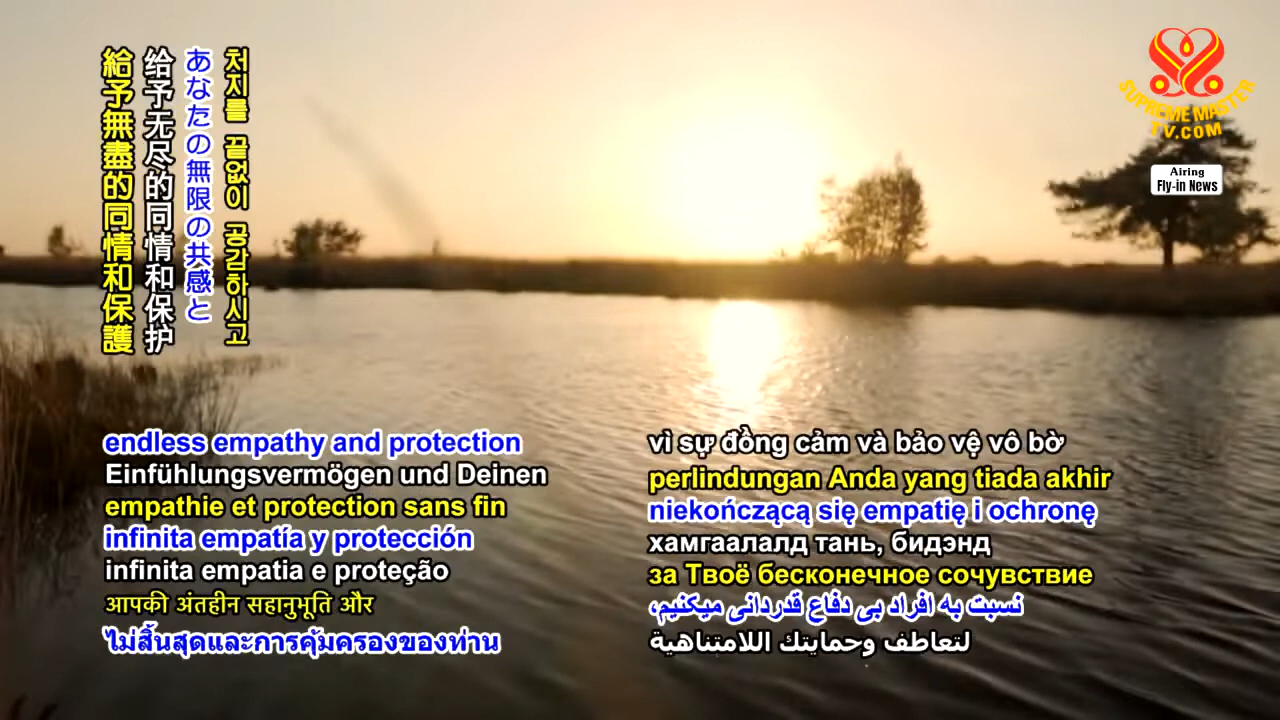 처지를 끝없이 공감하시고
あなたの無限の共感と
给予无尽的同情和保护
給予無盡的同情和保護
SUPREME MASTER
TV.COM
Airing
Fly-in News
endless empathy and protection
Einfühlungsvermögen und Deinen
empathie et protection sans fin
infinita empatía y protección
infinita empatia e proteção
आपकी अंतहीन सहानुभूति और
ไม่สิ้นสุดและการคุ้มครองของท่าน
vì sự đồng cảm và bảo vệ vô bờ
perlindungan Anda yang tiada akhir
niekończącą się empatię i ochronę
хамгаалалд тань, бидэнд
за Твоё бесконечное сочувствие
نسبت به افراد بی دفاع قدردانی میکنیم،
لتعاطف وحمايتك اللامتناهية